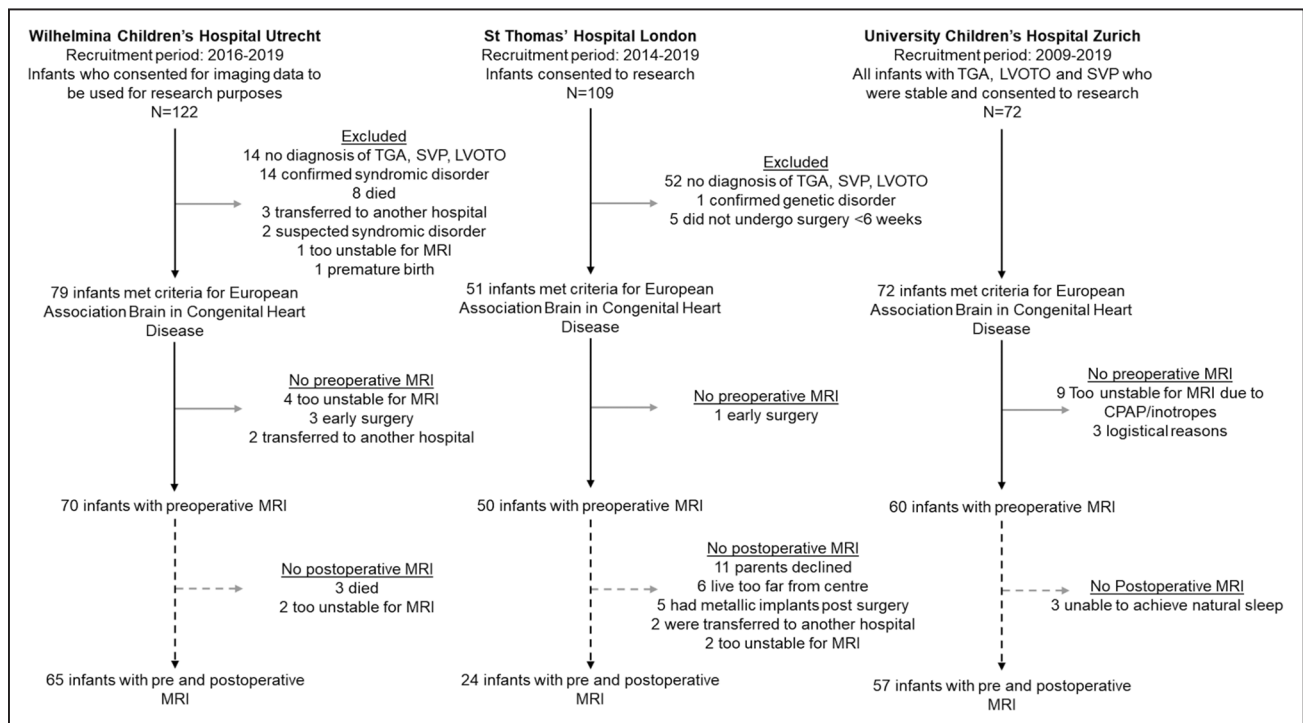 Wilhelmina Children's Hospital Utrecht
Recruitment period: 2016-2019
Infants who consented for imaging data to
be used for research purposes
N=122
Excluded
14 no diagnosis of TGA, SVP, LVOTO
14 confirmed syndromic disorder
8 died
3 transferred to another hospital
2 suspected syndromic disorder
1 too unstable for MRI
1 premature birth
79 infants met criteria for European
Association Brain in Congenital Heart
Disease
No preoperative MRI
4 too unstable for MRI
3 early surgery
2 transferred to another hospital
70 infants with preoperative MRI
No postoperative MRI
3 died
2 too unstable for MRI
65 infants with pre and postoperative
MRI
St Thomas' Hospital London
Recruitment period: 2014-2019
Infants consented to research
N=109
Excluded
52 no diagnosis of TGA, SVP, LVOTO
1 confirmed genetic disorder
5 did not undergo surgery <6 weeks
51 infants met criteria for European
Association Brain in Congenital Heart
Disease
No preoperative MRI
1 early surgery
50 infants with preoperative MRI
No postoperative MRI
11 parents declined
6 live too far from centre
5 had metallic implants post surgery
2 were transferred to another hospital
2 too unstable for MRI
24 infants with pre and postoperative
MRI
University Children's Hospital Zurich
Recruitment period: 2009-2019
All infants with TGA, LVOTO and SVP who
were stable and consented to research
N=72
72 infants met criteria for European
Association Brain in Congenital Heart
Disease
No preoperative MRI
9 Too unstable for MRI due to
CPAP/inotropes
3 logistical reasons
60 infants with preoperative MRI
No Postoperative MRI
3 unable to achieve natural sleep
57 infants with pre and postoperative
MRI